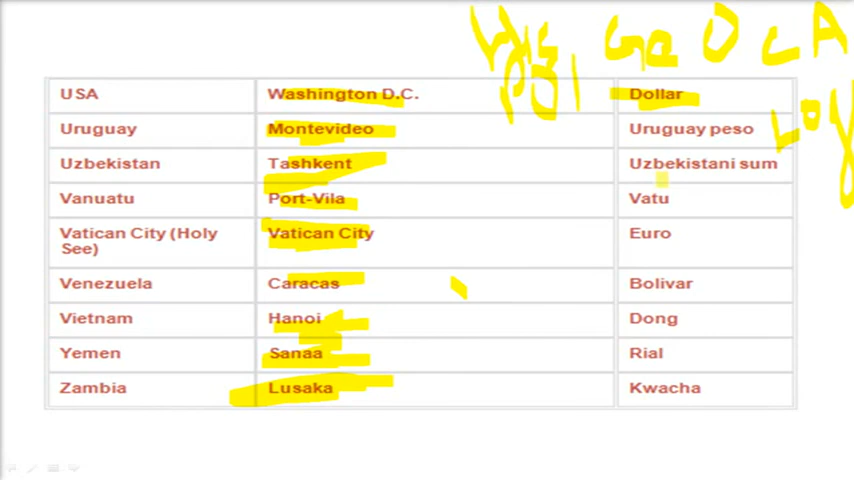 USA Washington D.C. Dollar
Uruguay Montevideo Uruguay peso
Uzbekistan Tashkent Uzbekistani sum
Vanuatu Port-Vila Vatu
Vatican City (Holy See) Vatican City Euro
Venezuela Caracas Bolivar
Vietnam Hanoi Dong
Yemen Sanaa Rial
Zambia Lusaka Kwacha